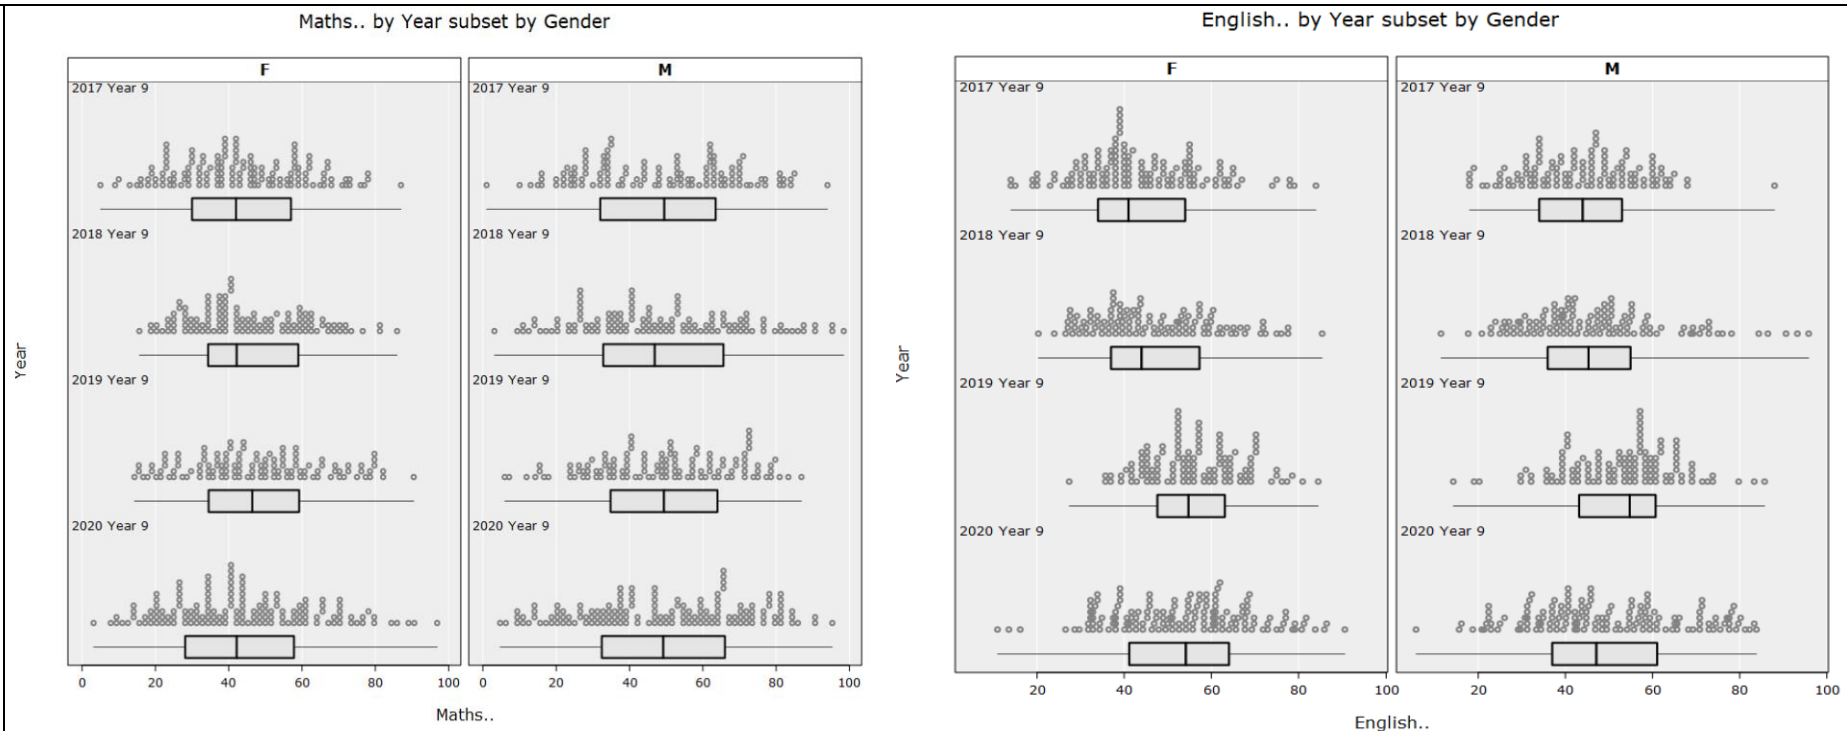 Maths.. by Year subset by Gender
F
M
2017 Year 9
2017 Year 9
2018 Year 9
2018 Year 9
2019 Year 9
2019 Year 9
2020 Year 9
2020 Year 9
Year
0 20 40 60 80 100
0 20 40 60 80 100
Maths..
English.. by Year subset by Gender
F
M
2017 Year 9
2017 Year 9
2018 Year 9
2018 Year 9
2019 Year 9
2019 Year 9
2020 Year 9
2020 Year 9
Year
20 40 60 80 100
20 40 60 80 100
English..